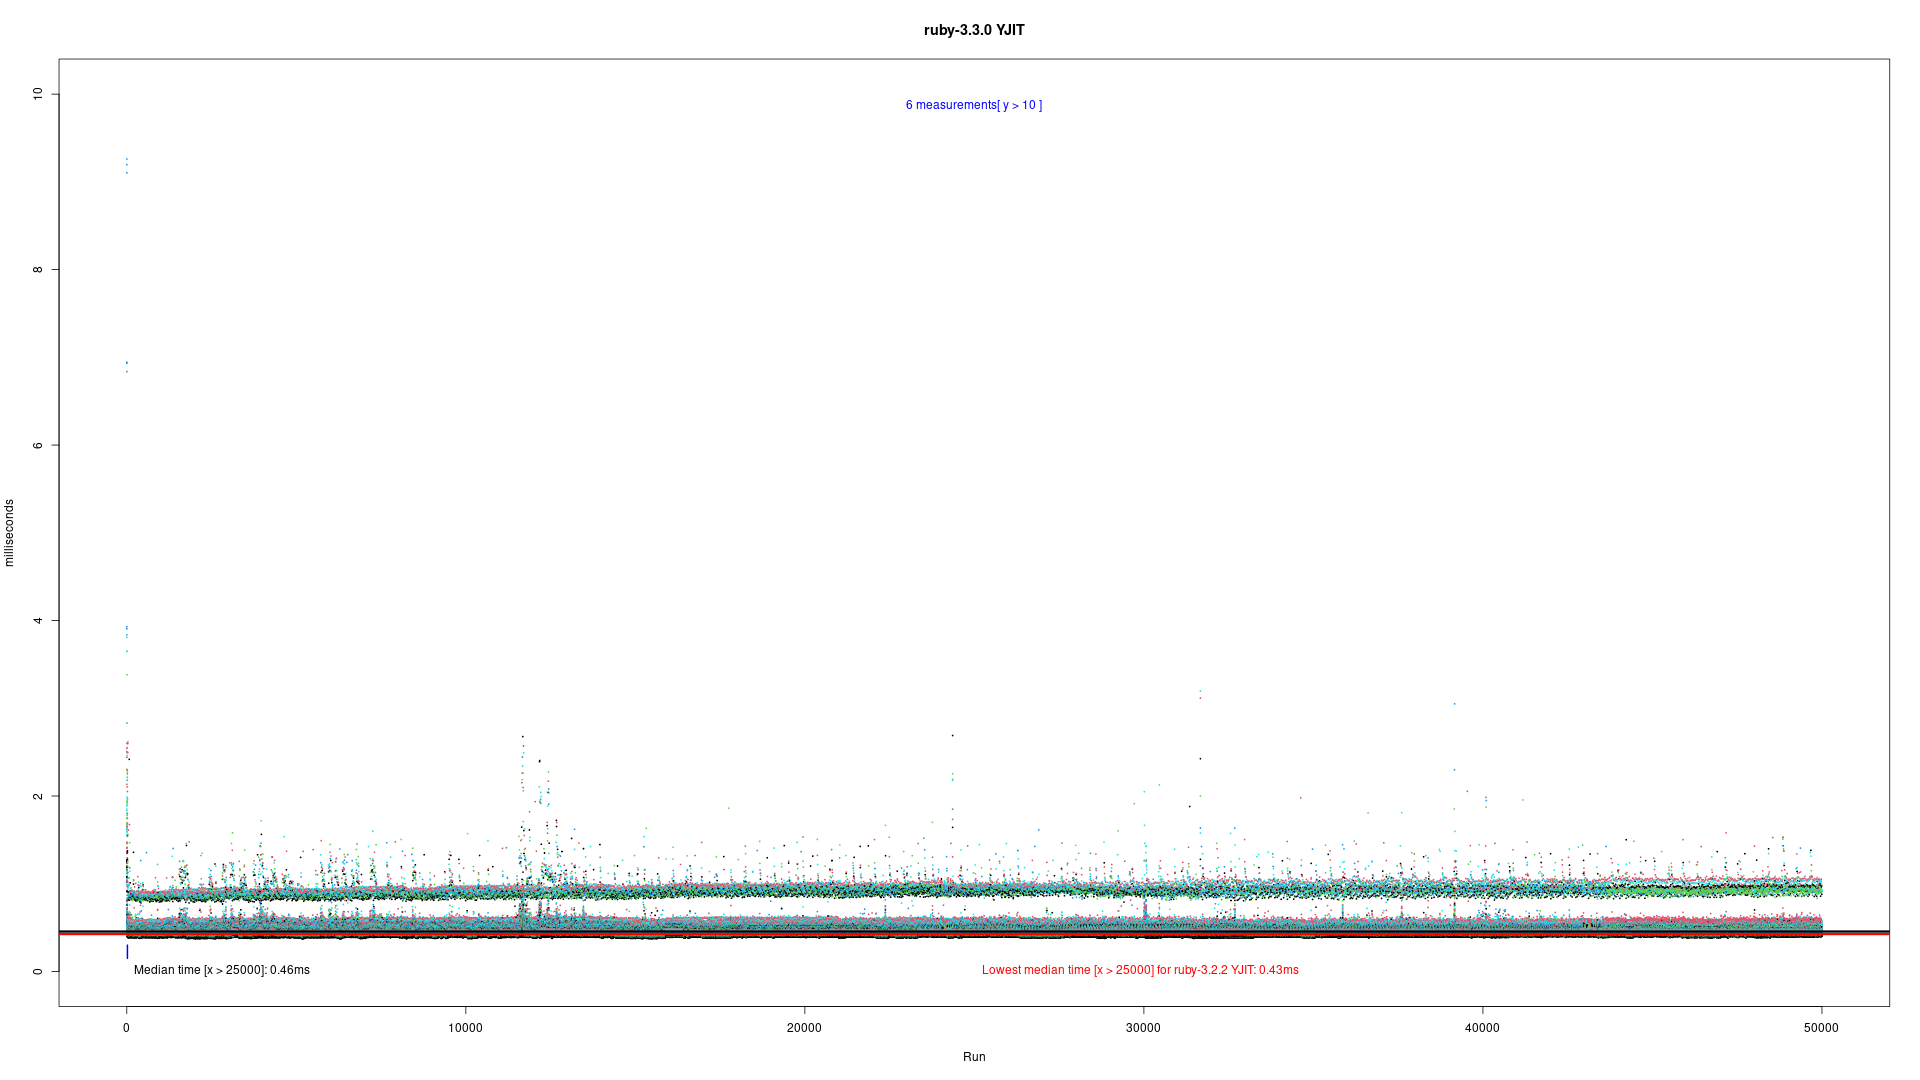 ruby-3.3.0 YJIT
6 measurements[ y > 10 ]
10
8
6
4
2
0
milliseconds
Median time [x > 25000]: 0.46ms
Lowest median time [x > 25000] for ruby-3.2.2 YJIT: 0.43ms
0 10000 20000 30000 40000 50000
Run